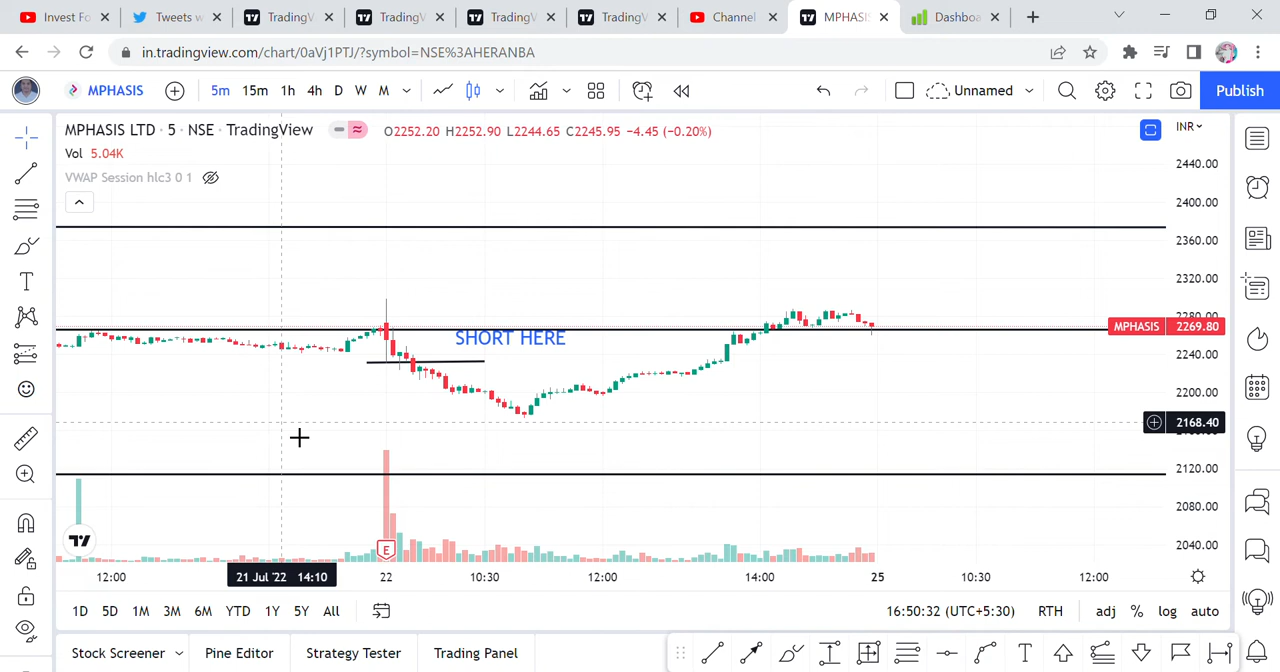 Invest Fo
Tweets w
TradingV
TradingV
TradingV
TradingV
Channel
MPHASIS
Dashboa
in.tradingview.com/chart/0aVj1PTJ/?symbol=NSE%3AHERANBA
MPHASIS
5m 15m 1h 4h D W M
Unnamed
Publish
MPHASIS LTD · 5 · NSE · TradingView
O2252.20 H2252.90 L2244.65 C2245.95 −4.45 (−0.20%)
INR
Vol 5.04K
VWAP Session hlc3 0 1
2440.00
2400.00
2360.00
2320.00
2280.00
MPHASIS 2269.80
SHORT HERE
2240.00
2200.00
2168.40
2120.00
2080.00
2040.00
E
12:00
21 Jul '22 14:10
22
10:30
12:00
14:00
25
10:30
12:00
1D 5D 1M 3M 6M YTD 1Y 5Y All
16:50:32 (UTC+5:30)
RTH
adj % log auto
Stock Screener
Pine Editor
Strategy Tester
Trading Panel